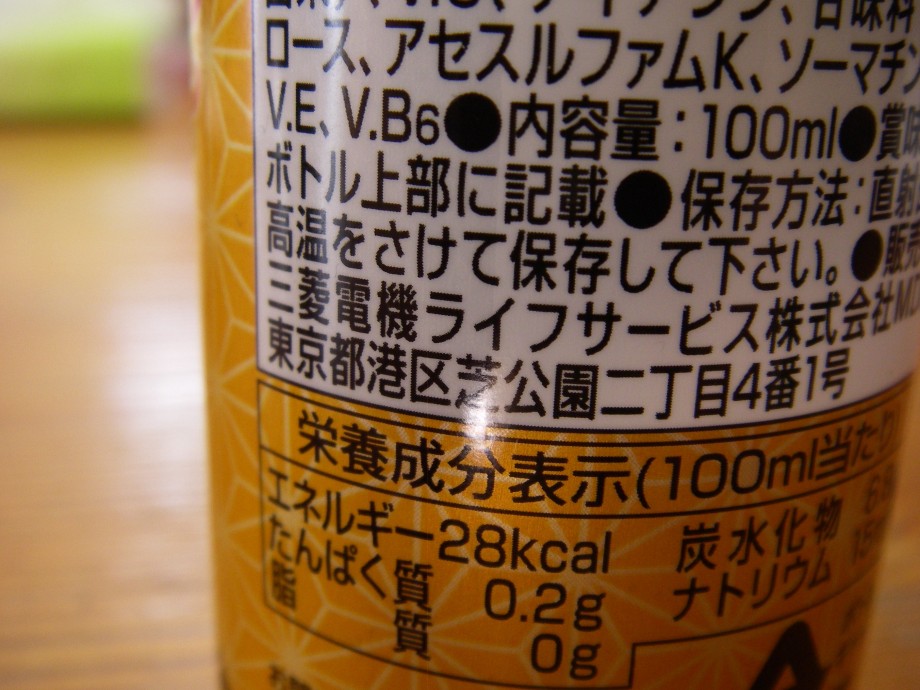 ロース、アセスルファムK、ソーマチン
V.E、V.B6●内容量：100ml●賞味
ボトル上部に記載●保存方法：直射
高温をさけて保存して下さい。●販売
三菱電機ライフサービス株式会社M
東京都港区芝公園二丁目4番1号
栄養成分表示(100ml当たり
エネルギー28kcal 炭水化物
たんぱく質 0.2g ナトリウム
脂質 0g